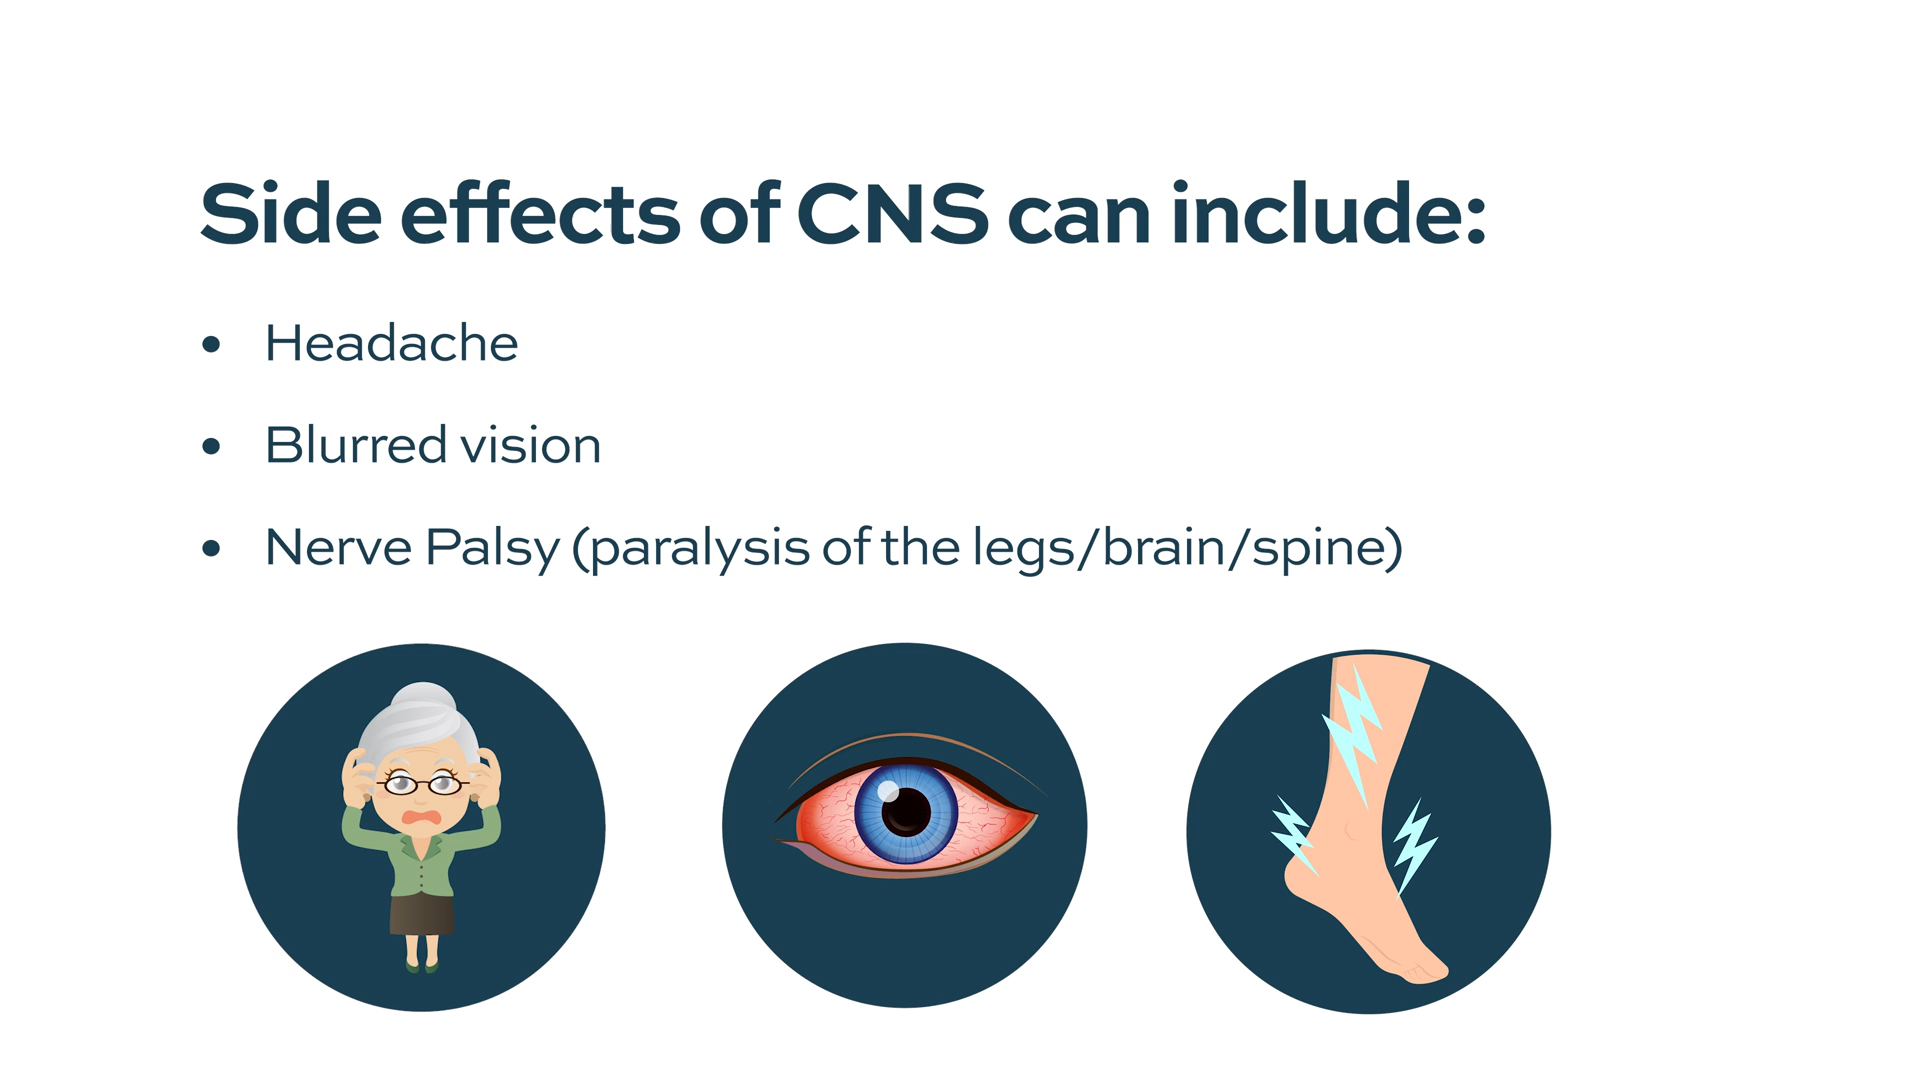 Side effects of CNS can include:
• Headache
• Blurred vision
• Nerve Palsy (paralysis of the legs/brain/spine)